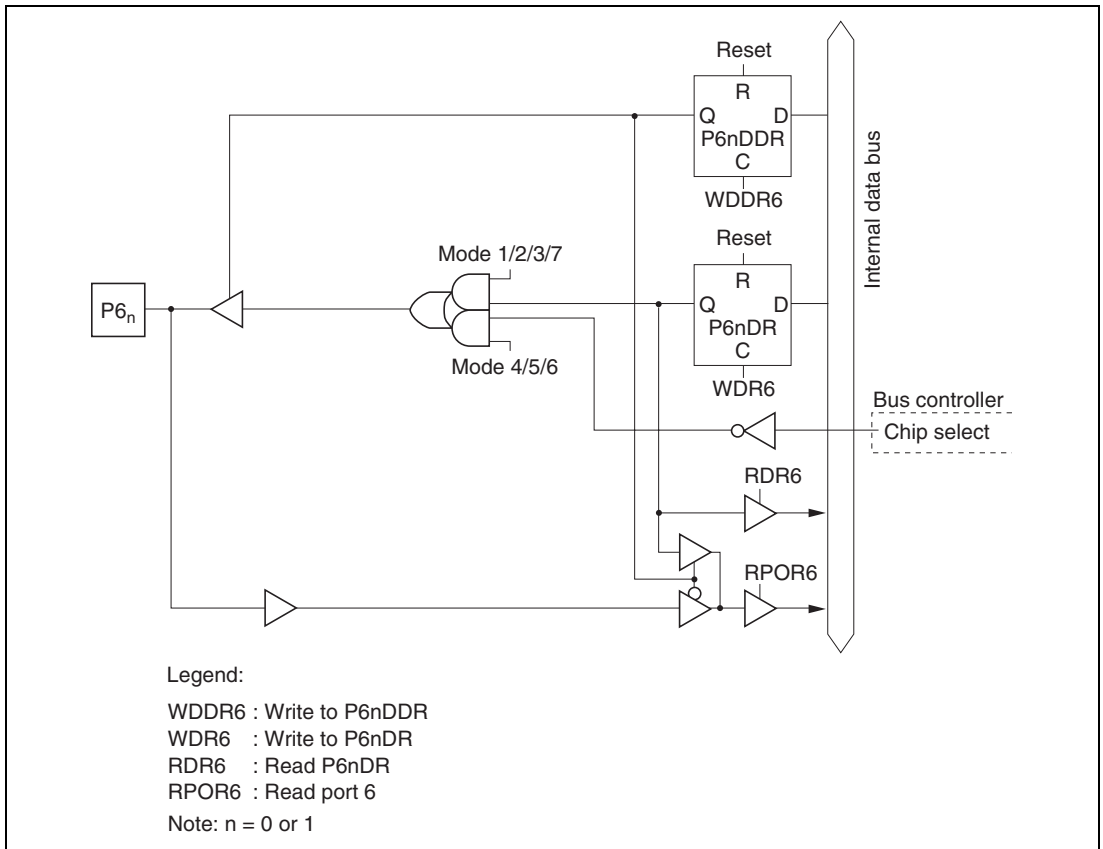 Reset
R
Q D
P6nDDR
C
WDDR6
Internal data bus
Reset
Mode 1/2/3/7
R
Q D
P6n
P6nDR
C
Mode 4/5/6
WDR6
Bus controller
Chip select
RDR6
RPOR6
Legend:
WDDR6 : Write to P6nDDR
WDR6 : Write to P6nDR
RDR6 : Read P6nDR
RPOR6 : Read port 6
Note: n = 0 or 1